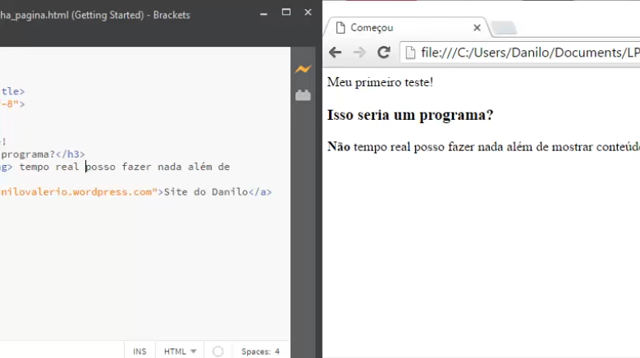 ha_pagina.html (Getting Started) - Brackets
tle>
-8">
!
programa?</h3>
g> tempo real posso fazer nada além de
nilovalerio.wordpress.com">Site do Danilo</a>
INS HTML Spaces: 4
Começou
file:///C:/Users/Danilo/Documents/LP
Meu primeiro teste!
Isso seria um programa?
Não tempo real posso fazer nada além de mostrar conteúd